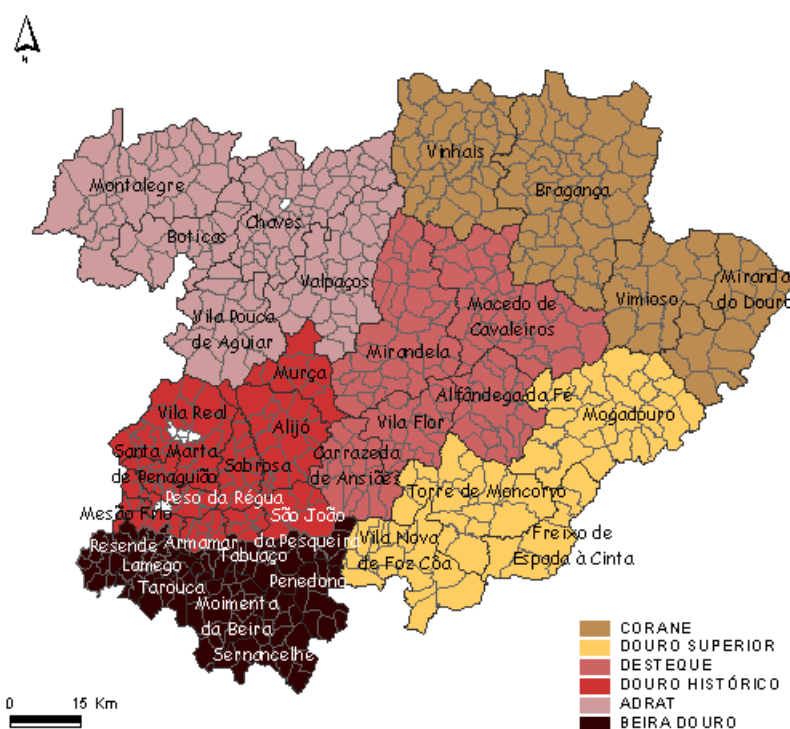 N
Vinhais
Bragança
Montalegre
Chaves
Boticas
Valpaços
Miranda
do Douro
Vimioso
Macedo de
Cavaleiros
Vila Pouca
de Aguiar
Mirandela
Murça
Alfândega da Fé
Mogadouro
Vila Real
Alijó
Vila Flor
Santa Marta
de Penaguião
Sabrosa
Carrazeda
de Ansiães
Peso da Régua
Torre de Moncorvo
Mesão Frio
São João
da Pesqueira
Vila Nova
de Foz Côa
Freixo de
Espada à Cinta
Resende
Armamar
Tabuaço
Lamego
Tarouca
Penedona
Moimenta
da Beira
Sernancelhe
CORANE
DOURO SUPERIOR
DESTEQUE
DOURO HISTÓRICO
ADRAT
BEIRA DOURO
0 15 Km